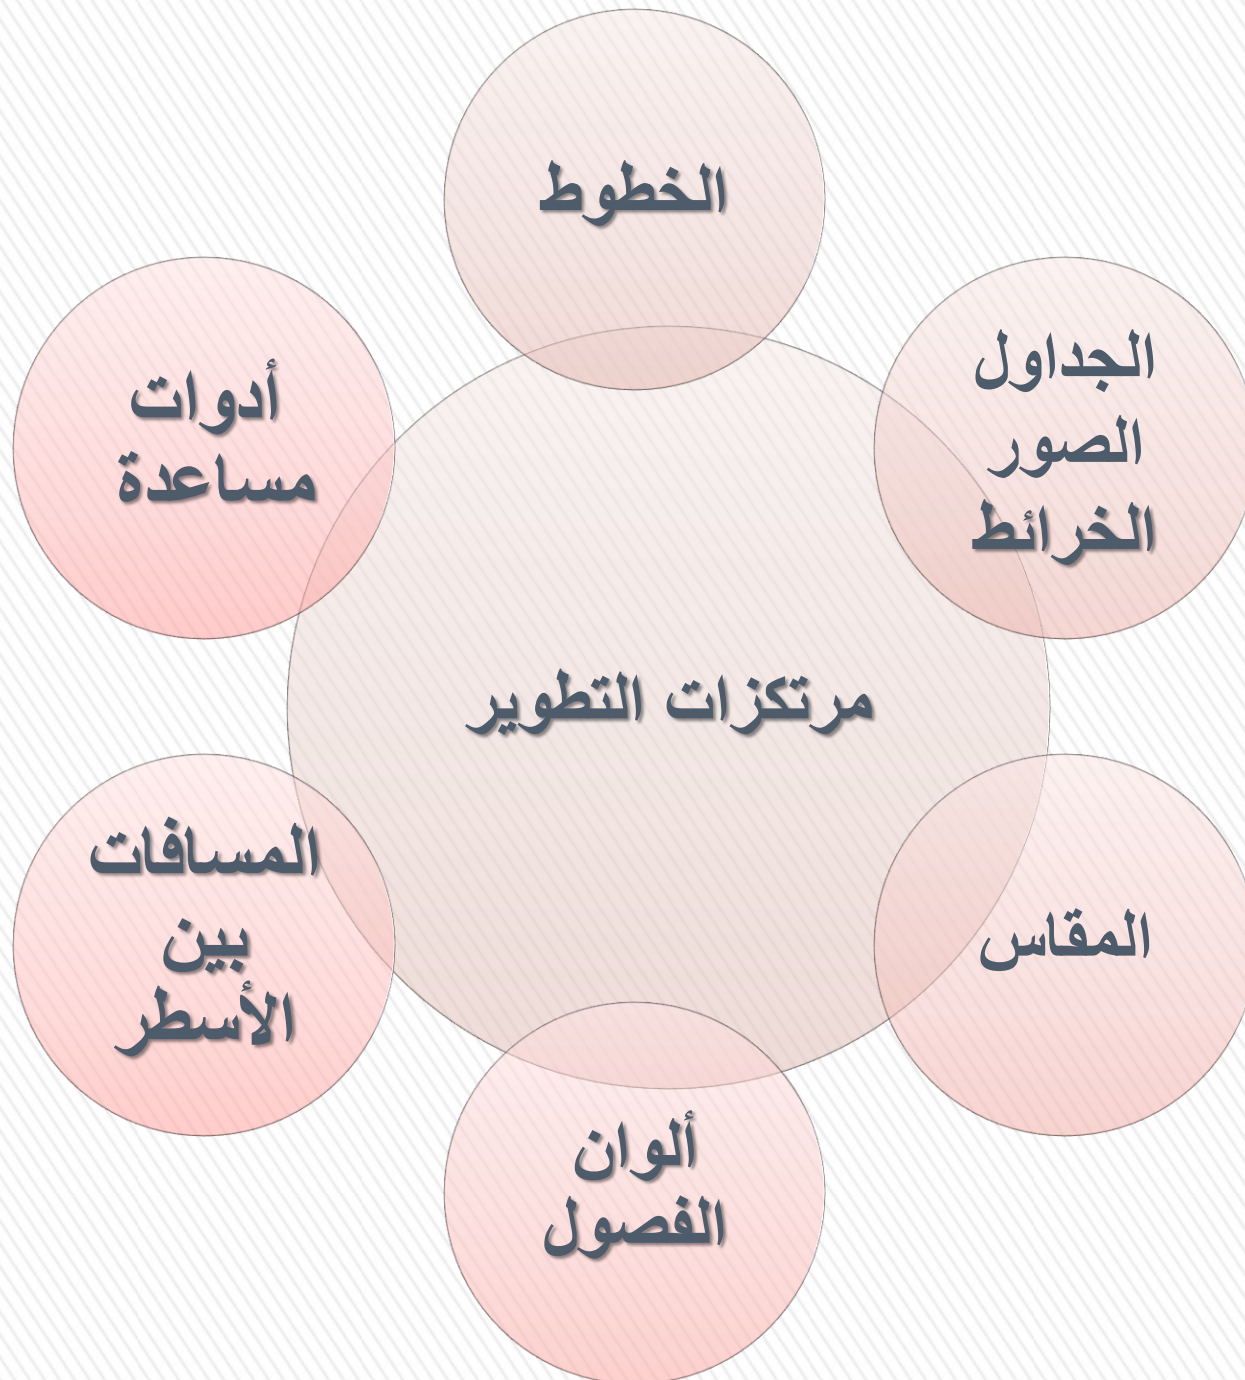 الخطوط
الجداول
الصور
الخرائط
أدوات
مساعدة
مرتكزات التطوير
المسافات
بين
الأسطر
المقاس
ألوان
الفصول